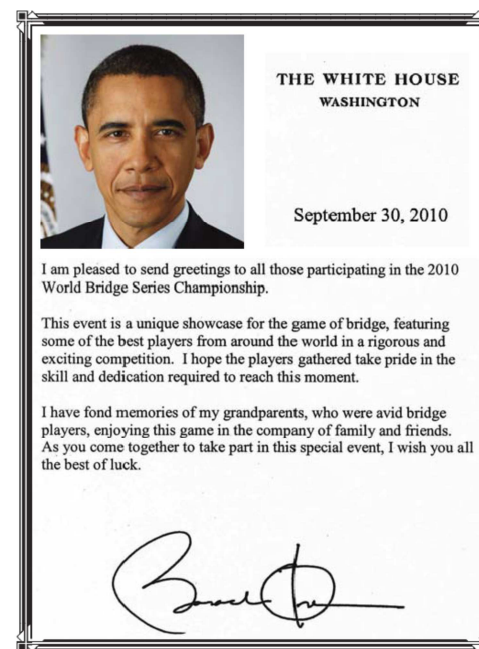 THE WHITE HOUSE
WASHINGTON
September 30, 2010
I am pleased to send greetings to all those participating in the 2010
World Bridge Series Championship.
This event is a unique showcase for the game of bridge, featuring
some of the best players from around the world in a rigorous and
exciting competition. I hope the players gathered take pride in the
skill and dedication required to reach this moment.
I have fond memories of my grandparents, who were avid bridge
players, enjoying this game in the company of family and friends.
As you come together to take part in this special event, I wish you all
the best of luck.